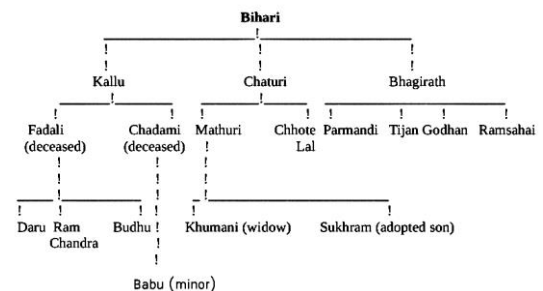 Bihari
Kallu Chaturi Bhagirath
Fadali Chadami Mathuri Chhote Parmandi Tijan Godhan Ramsahai
(deceased) (deceased) Lal
Daru Ram Budhu Khumani (widow) Sukhram (adopted son)
Chandra
Babu (minor)